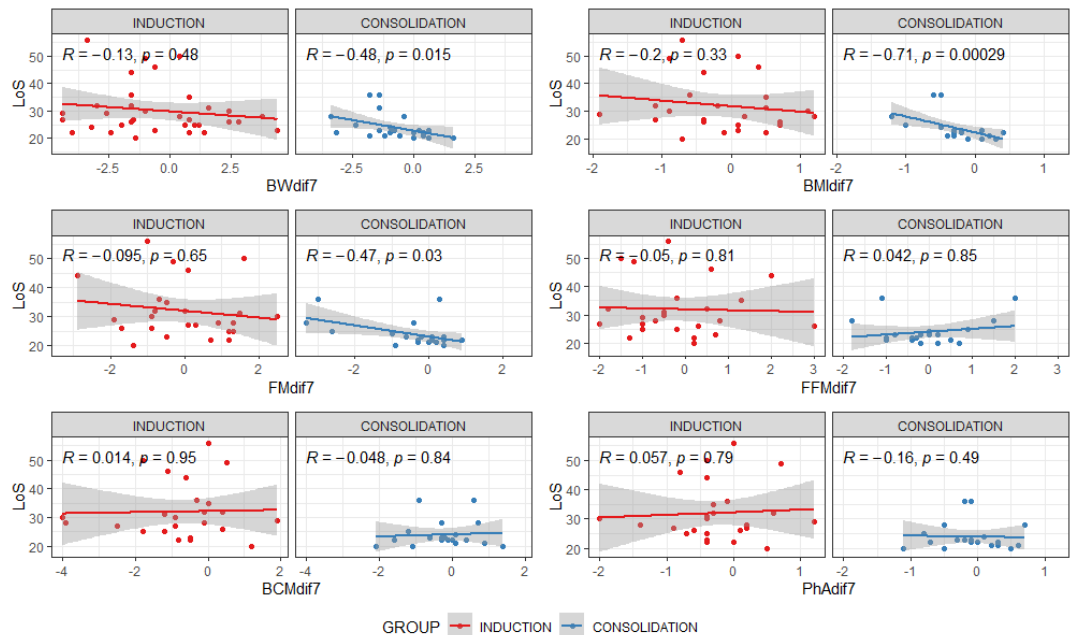 INDUCTION CONSOLIDATION INDUCTION CONSOLIDATION
R = −0.13, p = 0.48 R = −0.48, p = 0.015 R = −0.2, p = 0.33 R = −0.71, p = 0.00029
LoS 50 40 30 20 LoS 50 40 30 20
−2.5 0.0 2.5 −2.5 0.0 2.5 −2 −1 0 1 −2 −1 0 1
BWdif7 BMIdif7
INDUCTION CONSOLIDATION INDUCTION CONSOLIDATION
R = −0.095, p = 0.65 R = −0.47, p = 0.03 R = −0.05, p = 0.81 R = 0.042, p = 0.85
LoS 50 40 30 20 LoS 50 40 30 20
−2 0 2 −2 0 2 −2 −1 0 1 2 3 −2 −1 0 1 2 3
FMdif7 FFMdif7
INDUCTION CONSOLIDATION INDUCTION CONSOLIDATION
R = 0.014, p = 0.95 R = −0.048, p = 0.84 R = 0.057, p = 0.79 R = −0.16, p = 0.49
LoS 50 40 30 20 LoS 50 40 30 20
−4 −2 0 −4 −2 0 2 −2 −1 0 1 −2 −1 0 1
BCMdif7 PhAdif7
GROUP INDUCTION CONSOLIDATION